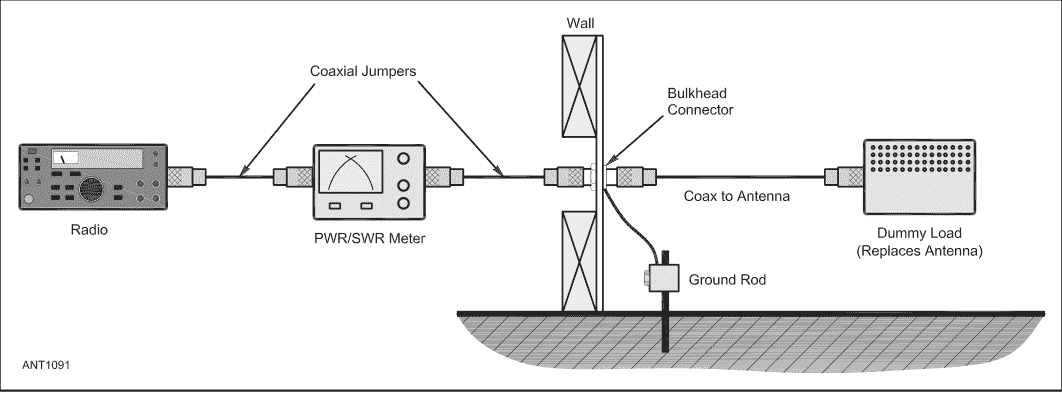 Wall
Coaxial Jumpers
Bulkhead
Connector
Coax to Antenna
Radio
PWR/SWR Meter
Dummy Load
(Replaces Antenna)
Ground Rod
ANT1091